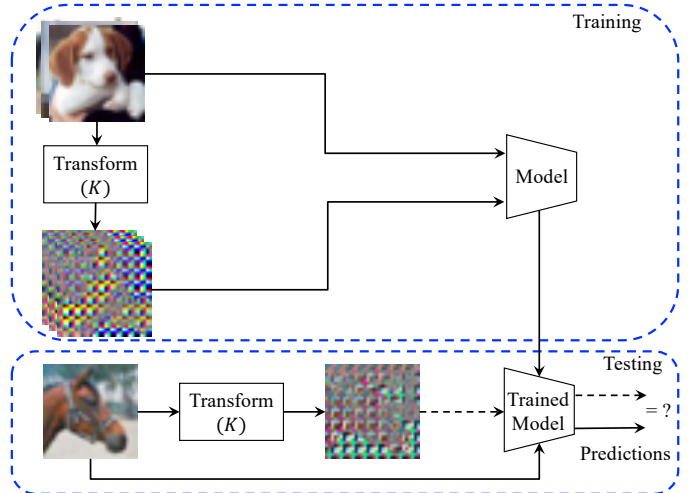 Training
Transform
(K)
Model
Testing
Transform
(K)
Trained
Model
= ?
Predictions